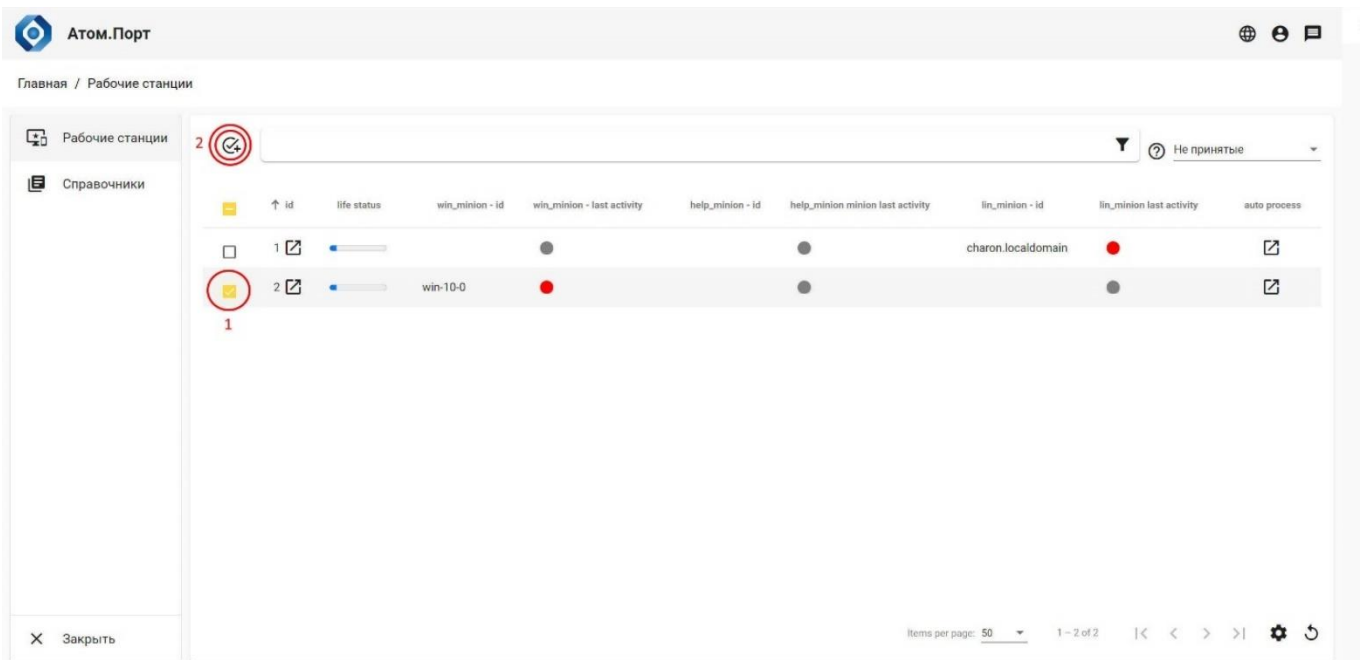 Атом.Порт
Главная / Рабочие станции
Рабочие станции
Справочники
2
Не принятые
id life status win_minion - id win_minion - last activity help_minion - id help_minion minion last activity lin_minion - id lin_minion last activity auto process
1 charon.localdomain
2 win-10-0
1
Закрыть
Items per page: 50 1 – 2 of 2